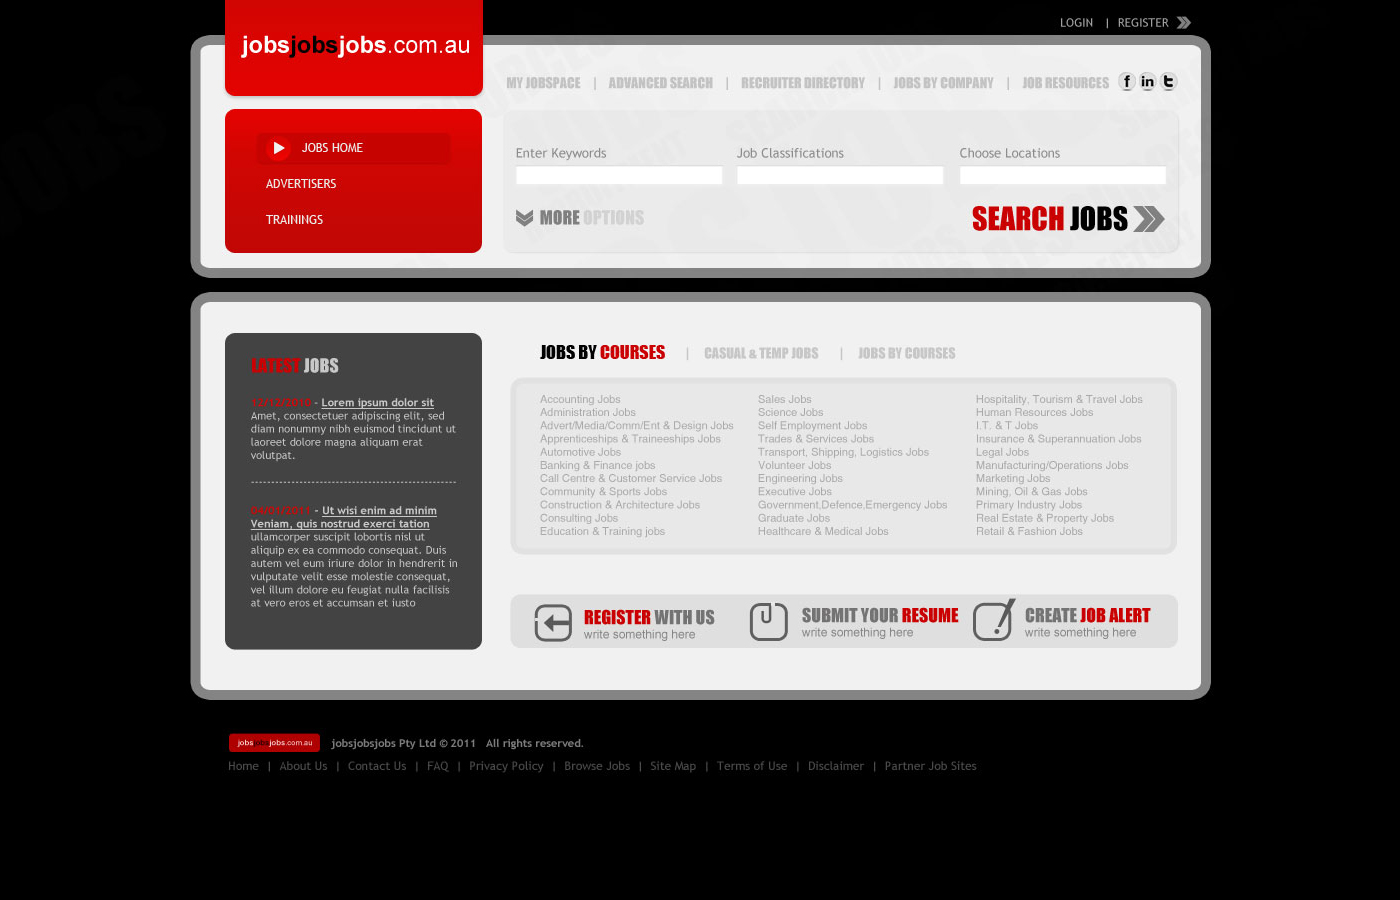 LOGIN | REGISTER
jobsjobsjobs.com.au
MY JOBSPACE | ADVANCED SEARCH | RECRUITER DIRECTORY | JOBS BY COMPANY | JOB RESOURCES f in t
JOBS HOME
ADVERTISERS
TRAININGS
Enter Keywords Job Classifications Choose Locations
MORE OPTIONS
SEARCH JOBS
LATEST JOBS
- Lorem ipsum dolor sit
Amet, consectetuer adipiscing elit, sed
diam nonummy nibh euismod tincidunt ut
laoreet dolore magna aliquam erat
volutpat.
- Ut wisi enim ad minim
Veniam, quis nostrud exerci tation
ullamcorper suscipit lobortis nisl ut
aliquip ex ea commodo consequat. Duis
autem vel eum iriure dolor in hendrerit in
vulputate velit esse molestie consequat,
vel illum dolore eu feugiat nulla facilisis
at vero eros et accumsan et iusto
JOBS BY COURSES | CASUAL & TEMP JOBS | JOBS BY COURSES
Accounting Jobs
Administration Jobs
Advert/Media/Comm/Ent & Design Jobs
Apprenticeships & Traineeships Jobs
Automotive Jobs
Banking & Finance jobs
Call Centre & Customer Service Jobs
Community & Sports Jobs
Construction & Architecture Jobs
Consulting Jobs
Education & Training jobs
Sales Jobs
Science Jobs
Self Employment Jobs
Trades & Services Jobs
Transport, Shipping, Logistics Jobs
Volunteer Jobs
Engineering Jobs
Executive Jobs
Government,Defence,Emergency Jobs
Graduate Jobs
Healthcare & Medical Jobs
Hospitality, Tourism & Travel Jobs
Human Resources Jobs
I.T. & T Jobs
Insurance & Superannuation Jobs
Legal Jobs
Manufacturing/Operations Jobs
Marketing Jobs
Mining, Oil & Gas Jobs
Primary Industry Jobs
Real Estate & Property Jobs
Retail & Fashion Jobs
REGISTER WITH US
write something here
SUBMIT YOUR RESUME
write something here
CREATE JOB ALERT
write something here
jobsjobsjobs.com.au jobsjobsjobs Pty Ltd © 2011 All rights reserved.
Home | About Us | Contact Us | FAQ | Privacy Policy | Browse Jobs | Site Map | Terms of Use | Disclaimer | Partner Job Sites